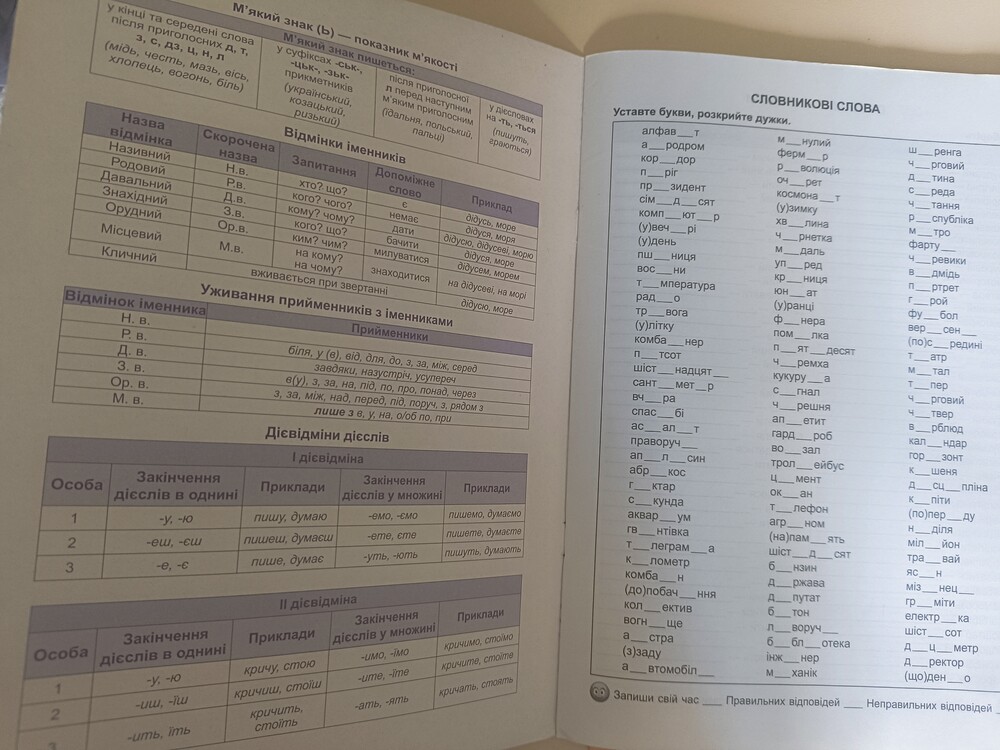 М'який знак (Ь) — показник м'якості
М'який знак пишеться:
у кінці та середені слова
після приголосних д, т,
з, с, дз, ц, н, л
(мідь, честь, мазь, вісь,
хлопець, вогонь, біль)
у суфіксах -ськ-,
-цьк-, -зьк-
прикметників
(український,
козацький,
ризький)
після приголосної
л перед наступним
м'яким приголосним
(їдальня, польський,
пальці)
у дієсловах
на -ть, -ться
(пишуть,
граються)
Відмінки іменників
Назва відмінка Скорочена назва Запитання Допоміжне слово Приклад
Називний Н.в. хто? що? є дідусь, море
Родовий Р.в. кого? чого? немає дідуся, моря
Давальний Д.в. кому? чому? дати дідусю, дідусеві, морю
Знахідний З.в. кого? що? бачити дідуся, море
Орудний Ор.в. ким? чим? милуватися дідусем, морем
Місцевий М.в. на кому? на чому? знаходитися на дідусеві, на морі
Кличний вживається при звертанні дідусю, море
Уживання прийменників з іменниками
Відмінок іменника Прийменники
Н. в.
Р. в. біля, у (в), від, для, до, з, за, між, серед
Д. в. завдяки, назустріч, усупереч
З. в. в(у), з, за, на, під, по, про, понад, через
Ор. в. з, за, між, над, перед, під, поруч, з, рядом з
М. в. лише з в, у, на, о/об по, при
Дієвідміни дієслів
І дієвідміна
Особа Закінчення дієслів в однині Приклади Закінчення дієслів у множині Приклади
1 -у, -ю пишу, думаю -емо, -ємо пишемо, думаємо
2 -еш, -єш пишеш, думаєш -ете, єте пишете, думаєте
3 -е, -є пише, думає -уть, -ють пишуть, думають
ІІ дієвідміна
Особа Закінчення дієслів в однині Приклади Закінчення дієслів у множині Приклади
1 -у, -ю кричу, стою -имо, -їмо кричимо, стоїмо
2 -иш, -їш кричиш, стоїш -ите, -їте кричите, стоїте
3 -ить, їть кричить, стоїть -ать, -ять кричать, стоять
СЛОВНИКОВІ СЛОВА
Уставте букви, розкрийте дужки.
алфав__т
а__родром
кор__дор
п__ріг
пр__зидент
сім__д__сят
комп__ют__р
(у)веч__рі
(у)день
пш__ниця
вос__ни
т__мпература
рад__о
тр__вога
(у)літку
комба__нер
п__тсот
шіст__надцят__
сант__мет__р
вч__ра
спас__бі
ас__ал__т
праворуч__
ап__л__син
абр__кос
г__ктар
с__кунда
аквар__ум
гв__нтівка
т__леграм__а
к__лометр
комба__н
(до)побач__ння
кол__ектив
вогн__ще
а__стра
(з)заду
а__втомобіл__
м__нулий
ферм__р
р__волюція
оч__рет
космона__т
(у)зимку
хв__лина
ч__рнетка
м__даль
уп__ред
кр__ниця
юн__ат
(у)ранці
ф__нера
пом__лка
п__ят__десят
ч__ремха
кукуру__а
с__гнал
ч__решня
ап__етит
гард__роб
во__зал
трол__ейбус
ц__мент
ок__ан
т__лефон
агр__ном
(на)пам__ять
шіст__д__сят
б__нзин
д__ржава
д__путат
б__тон
л__воруч__
б__бл__отека
інж__нер
м__ханік
ш__ренга
ч__рговий
д__тина
с__реда
ч__тання
р__спубліка
м__тро
фарту__
ч__ревики
в__дмідь
п__ртрет
г__рой
фу__бол
вер__сен__
(по)с__редині
т__атр
м__тал
т__пер
ч__рговий
ч__твер
в__рблюд
кал__ндар
гор__зонт
к__шеня
д__сц__пліна
к__піти
(по)пер__ду
н__діля
міл__йон
тра__вай
яс__н
міз__нец__
гр__міти
електр__ка
шіст__сот
д__ц__метр
д__ректор
(що)ден__о
Запиши свій час ___ Правильних відповідей ___ Неправильних відповідей _